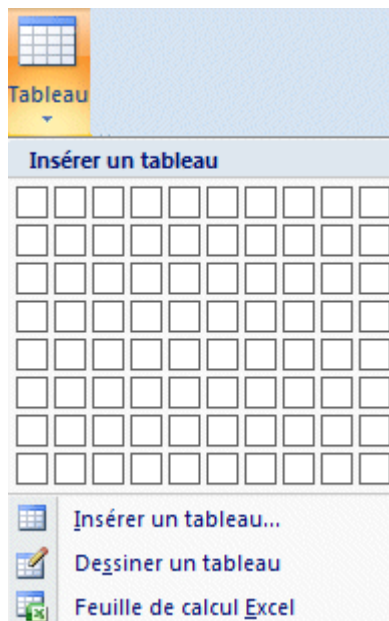 Tableau
Insérer un tableau
Insérer un tableau...
Dessiner un tableau
Feuille de calcul Excel